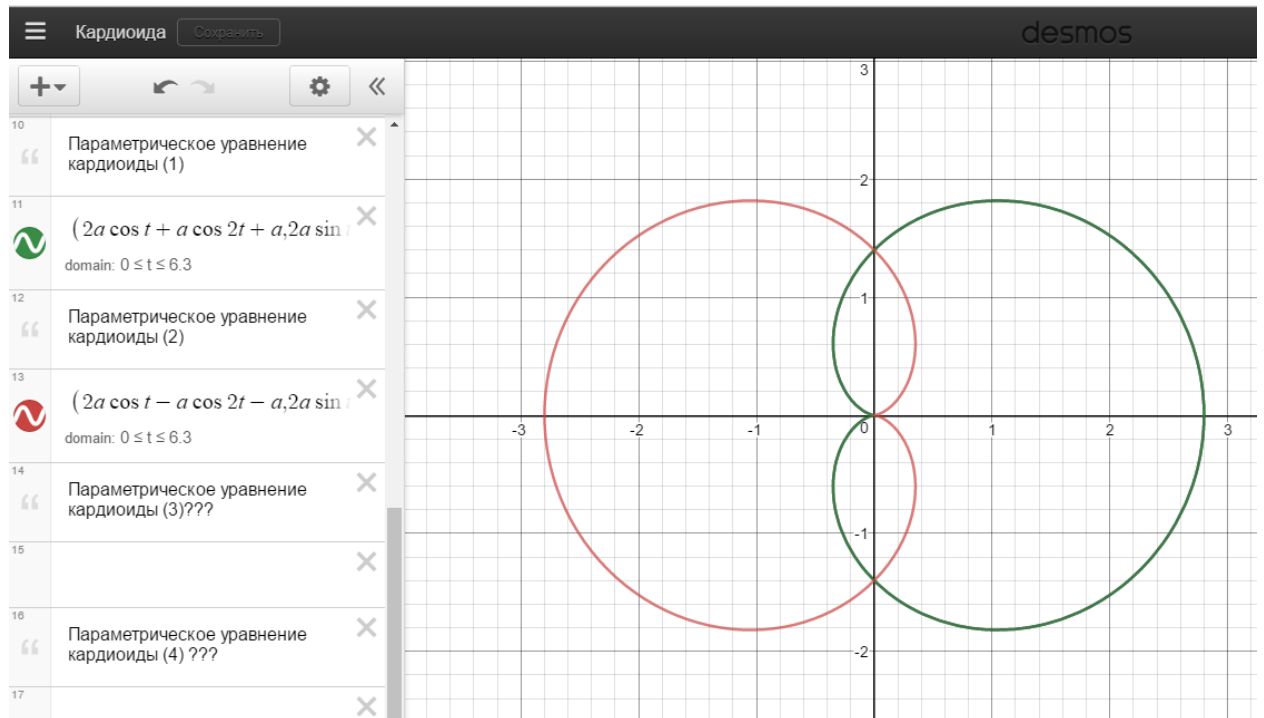 Кардиоида Сохранить desmos
10
Параметрическое уравнение
кардиоиды (1)
11
(2a cos t + a cos 2t + a,2a sin
domain: 0 ≤ t ≤ 6.3
12
Параметрическое уравнение
кардиоиды (2)
13
(2a cos t − a cos 2t − a,2a sin
domain: 0 ≤ t ≤ 6.3
14
Параметрическое уравнение
кардиоиды (3)???
15
16
Параметрическое уравнение
кардиоиды (4) ???
17
3
2
1
-3 -2 -1 0 1 2 3
-1
-2